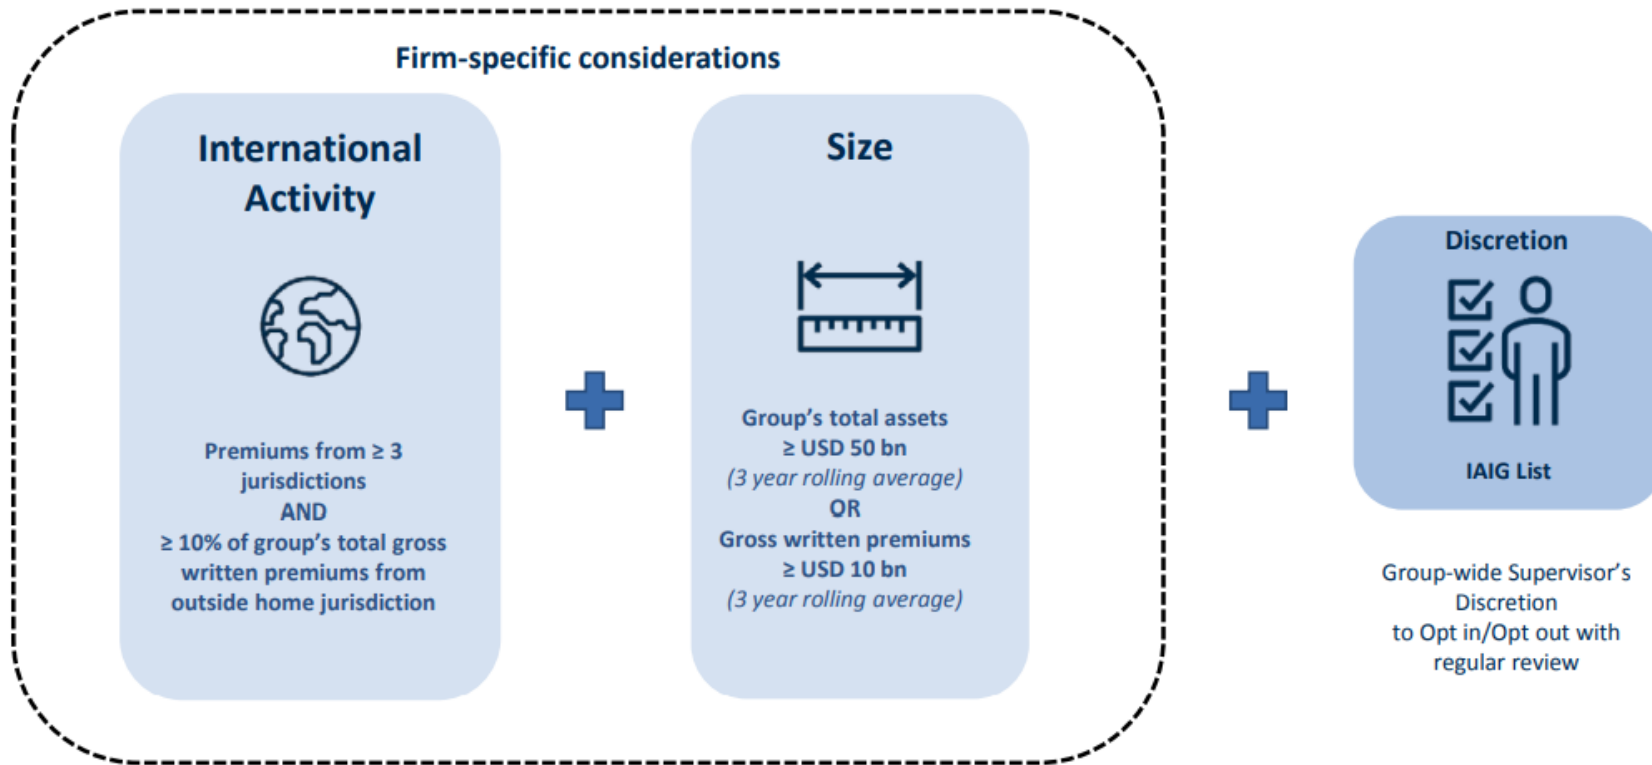 Firm-specific considerations
International
Activity
Premiums from ≥ 3
jurisdictions
AND
≥ 10% of group's total gross
written premiums from
outside home jurisdiction
Size
Group's total assets
≥ USD 50 bn
(3 year rolling average)
OR
Gross written premiums
≥ USD 10 bn
(3 year rolling average)
Discretion
IAIG List
Group-wide Supervisor's
Discretion
to Opt in/Opt out with
regular review